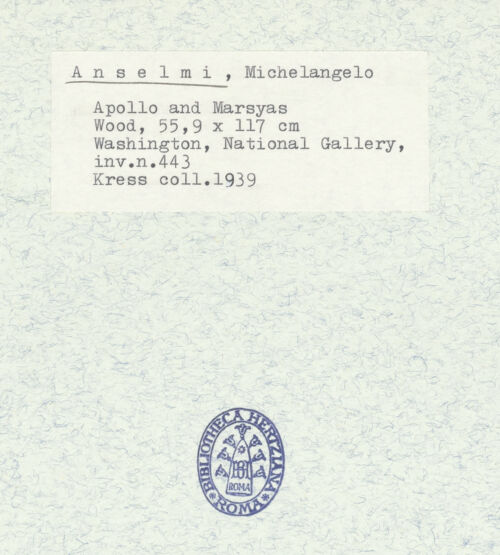 A n s e l m i , Michelangelo
Apollo and Marsyas
Wood, 55,9 x 117 cm
Washington, National Gallery,
inv.n.443
Kress coll.1939
BIBLIOTHECA HERTZIANA
ROMA
* ROMA *